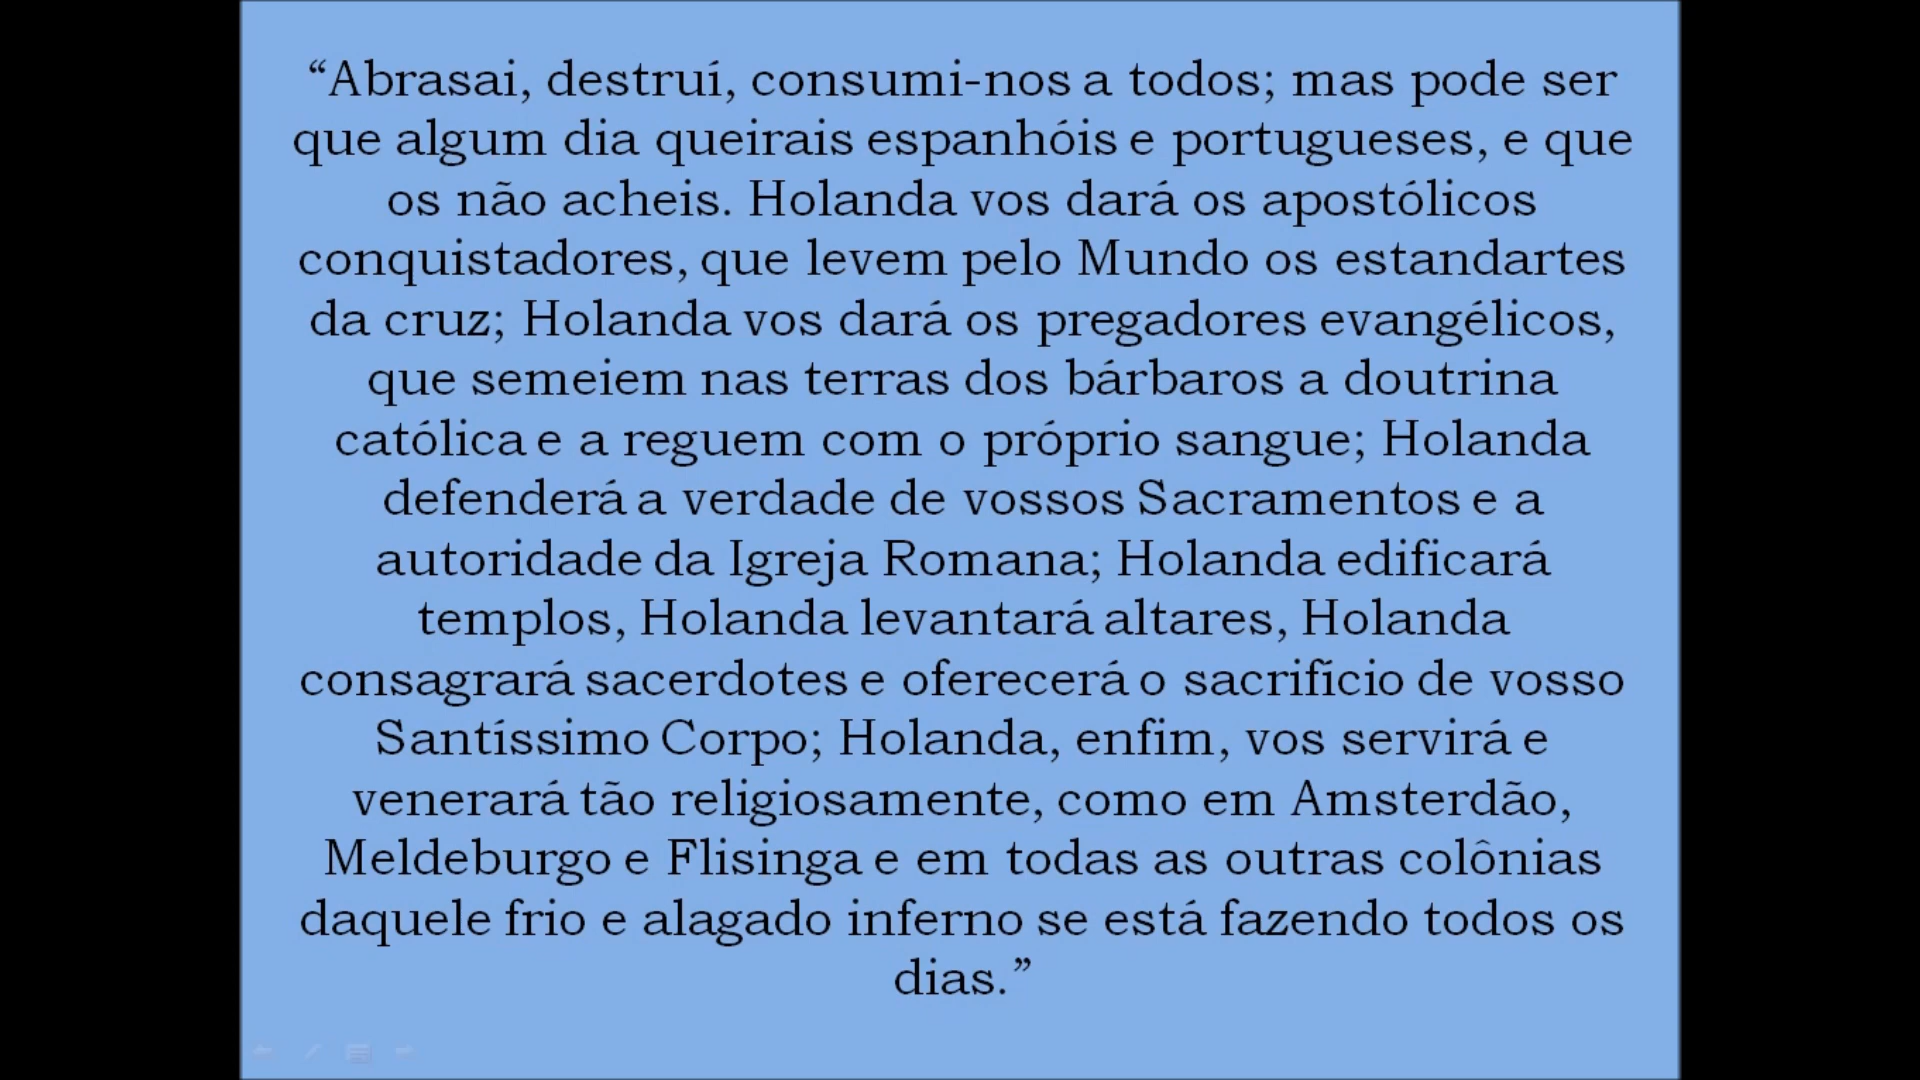 “Abrasai, destruí, consumi-nos a todos; mas pode ser
que algum dia queirais espanhóis e portugueses, e que
os não acheis. Holanda vos dará os apostólicos
conquistadores, que levem pelo Mundo os estandartes
da cruz; Holanda vos dará os pregadores evangélicos,
que semeiem nas terras dos bárbaros a doutrina
católica e a reguem com o próprio sangue; Holanda
defenderá a verdade de vossos Sacramentos e a
autoridade da Igreja Romana; Holanda edificará
templos, Holanda levantará altares, Holanda
consagrará sacerdotes e oferecerá o sacrifício de vosso
Santíssimo Corpo; Holanda, enfim, vos servirá e
venerará tão religiosamente, como em Amsterdão,
Meldeburgo e Flisinga e em todas as outras colônias
daquele frio e alagado inferno se está fazendo todos os
dias.”